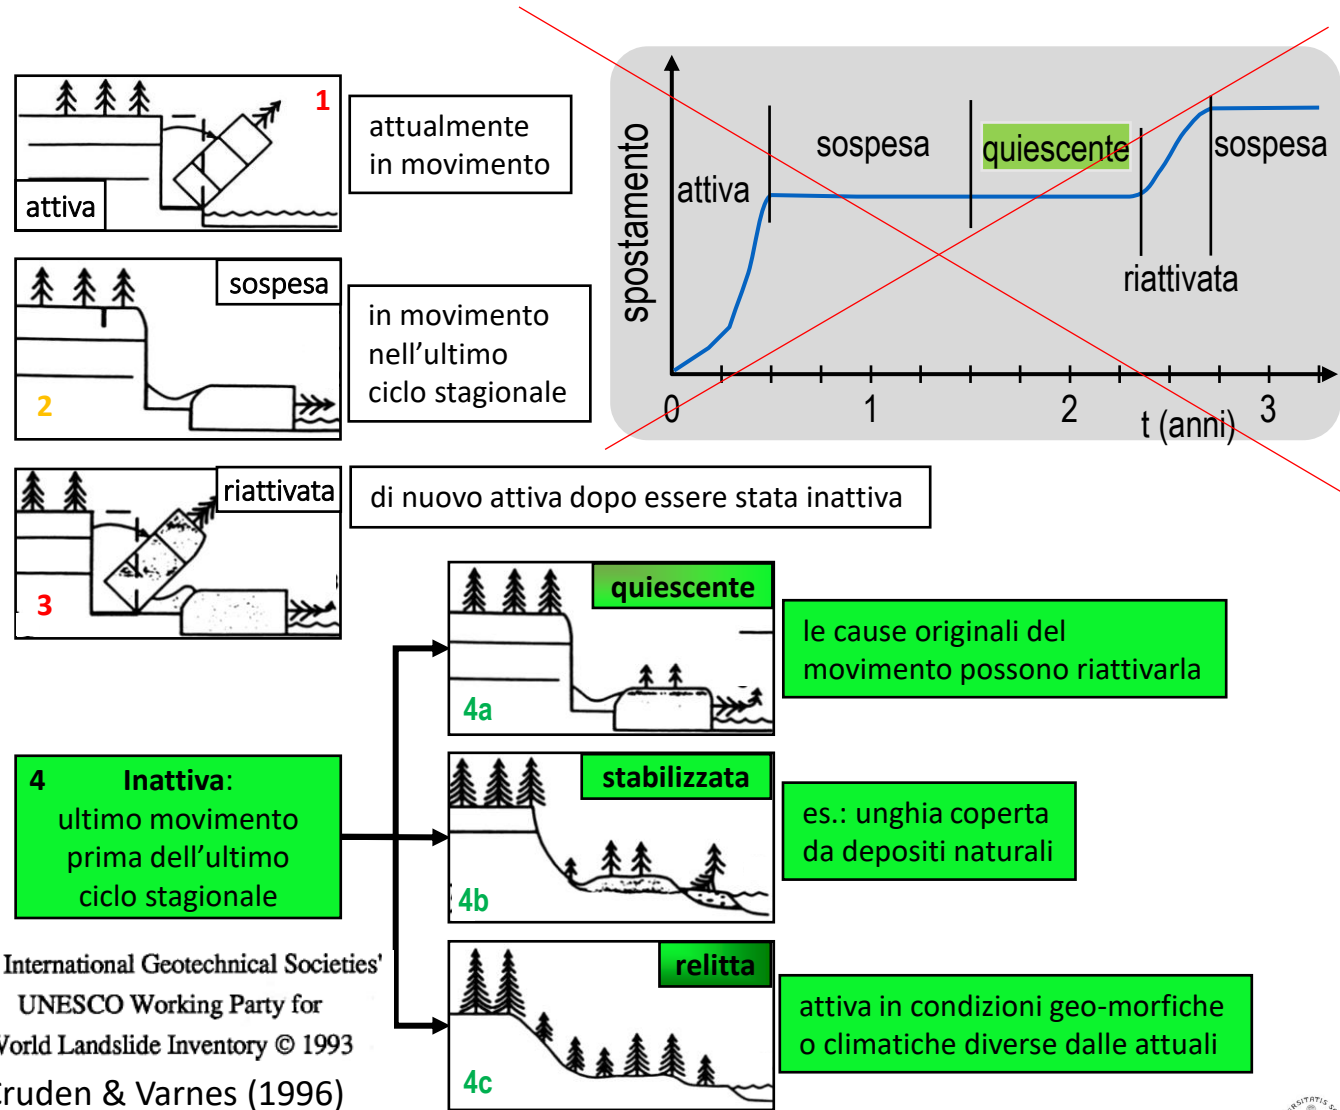 1
attiva
attualmente
in movimento
spostamento
attiva
sospesa
quiescente
riattivata
sospesa
0
1
2
3
t (anni)
sospesa
2
in movimento
nell’ultimo
ciclo stagionale
riattivata
3
di nuovo attiva dopo essere stata inattiva
quiescente
4a
le cause originali del
movimento possono riattivarla
4 Inattiva:
ultimo movimento
prima dell’ultimo
ciclo stagionale
stabilizzata
4b
es.: unghia coperta
da depositi naturali
relitta
4c
attiva in condizioni geo-morfiche
o climatiche diverse dalle attuali
International Geotechnical Societies'
UNESCO Working Party for
World Landslide Inventory © 1993
Cruden & Varnes (1996)